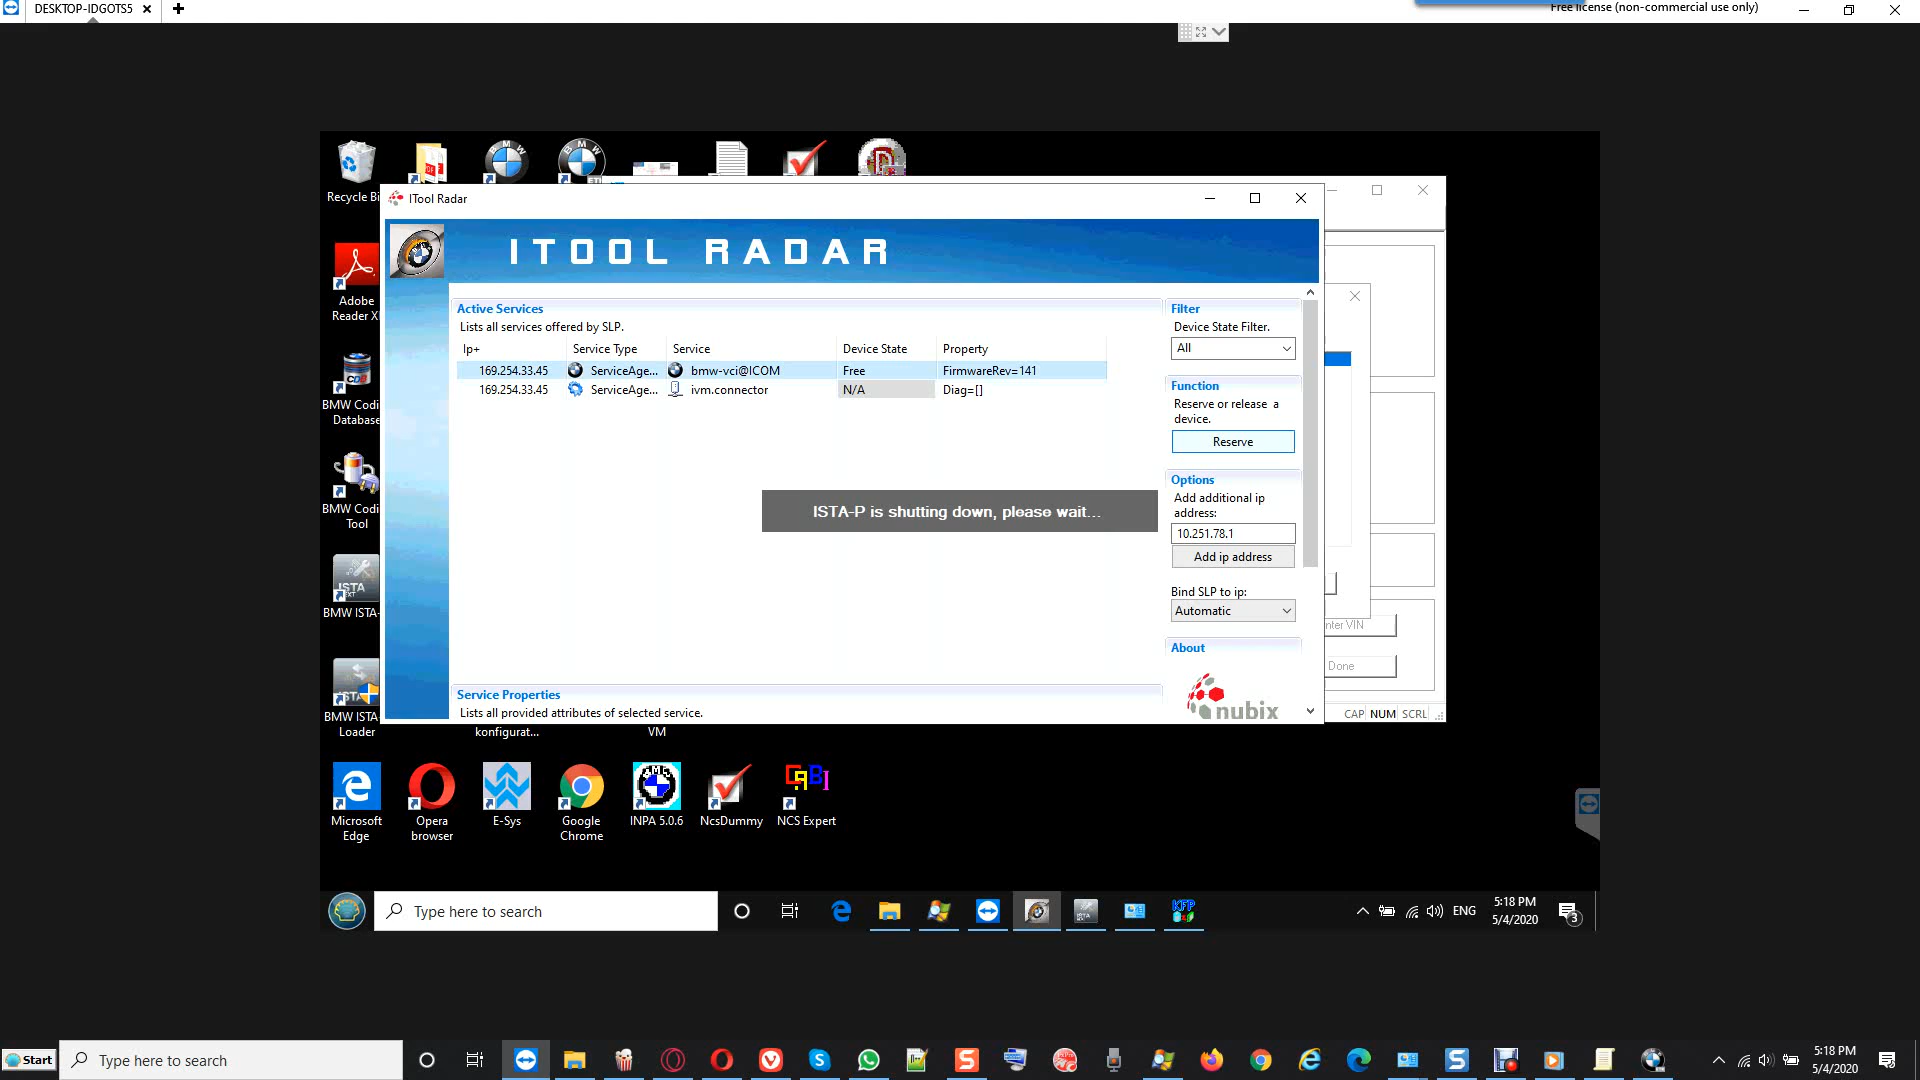 DESKTOP-IDGOTS5
Free license (non-commercial use only)
Recycle Bi
ITool Radar
ITOOL RADAR
Adobe
Reader X
BMW Codi
Database
BMW Codi
Tool
BMW ISTA-
BMW ISTA
Loader
Active Services
Lists all services offered by SLP.
Ip+ Service Type Service Device State Property
169.254.33.45 ServiceAge... bmw-vci@ICOM Free FirmwareRev=141
169.254.33.45 ServiceAge... ivm.connector N/A Diag=[]
Filter
Device State Filter.
All
Function
Reserve or release a
device.
Reserve
Options
Add additional ip
address:
10.251.78.1
Add ip address
Bind SLP to ip:
Automatic
About
nubix
ISTA-P is shutting down, please wait...
Service Properties
Lists all provided attributes of selected service.
nter VIN
Done
CAP NUM SCRL
konfigurat...
VM
Microsoft
Edge
Opera
browser
E-Sys
Google
Chrome
INPA 5.0.6
NcsDummy
NCS Expert
Type here to search
ENG
5:18 PM
5/4/2020
3
Start
Type here to search
5:18 PM
5/4/2020